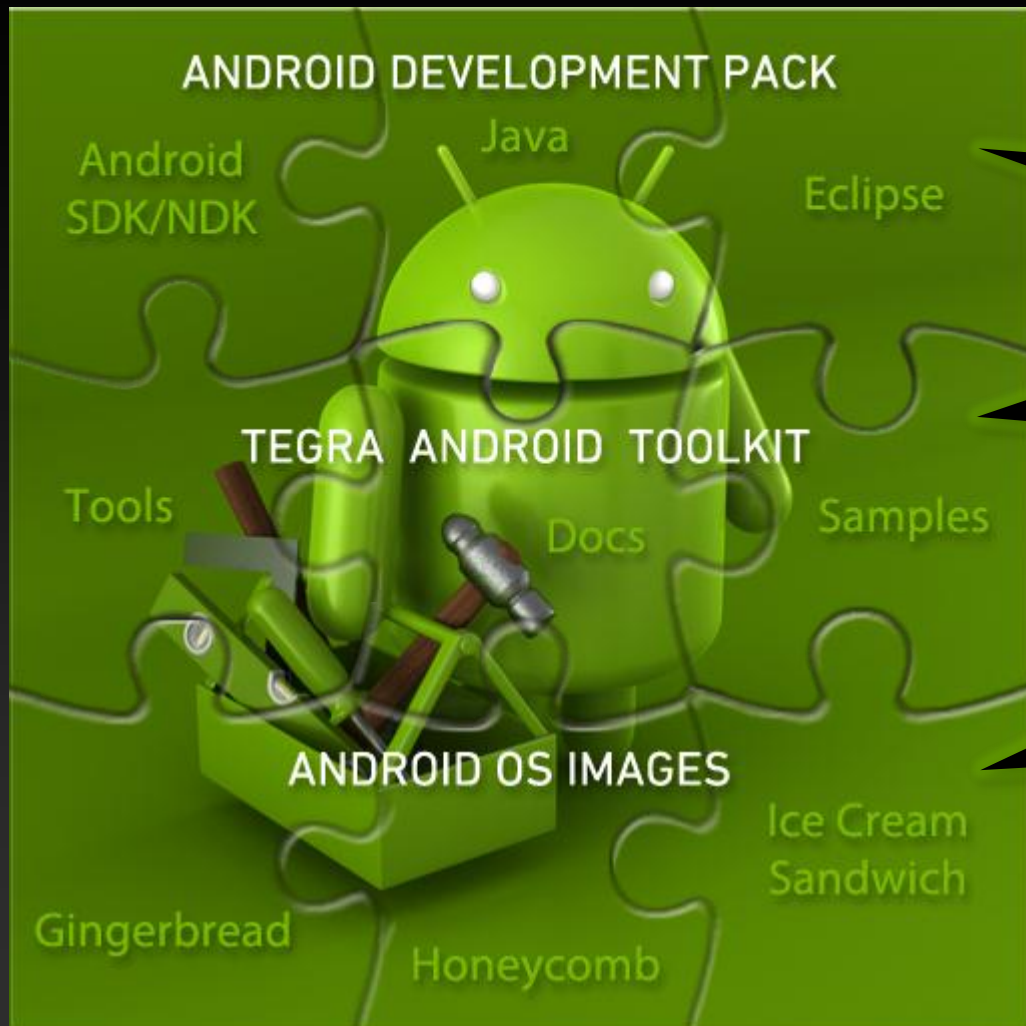 ANDROID DEVELOPMENT PACK
Java
Android
SDK/NDK
Eclipse
TEGRA ANDROID TOOLKIT
Tools
Docs
Samples
ANDROID OS IMAGES
Ice Cream
Sandwich
Gingerbread
Honeycomb